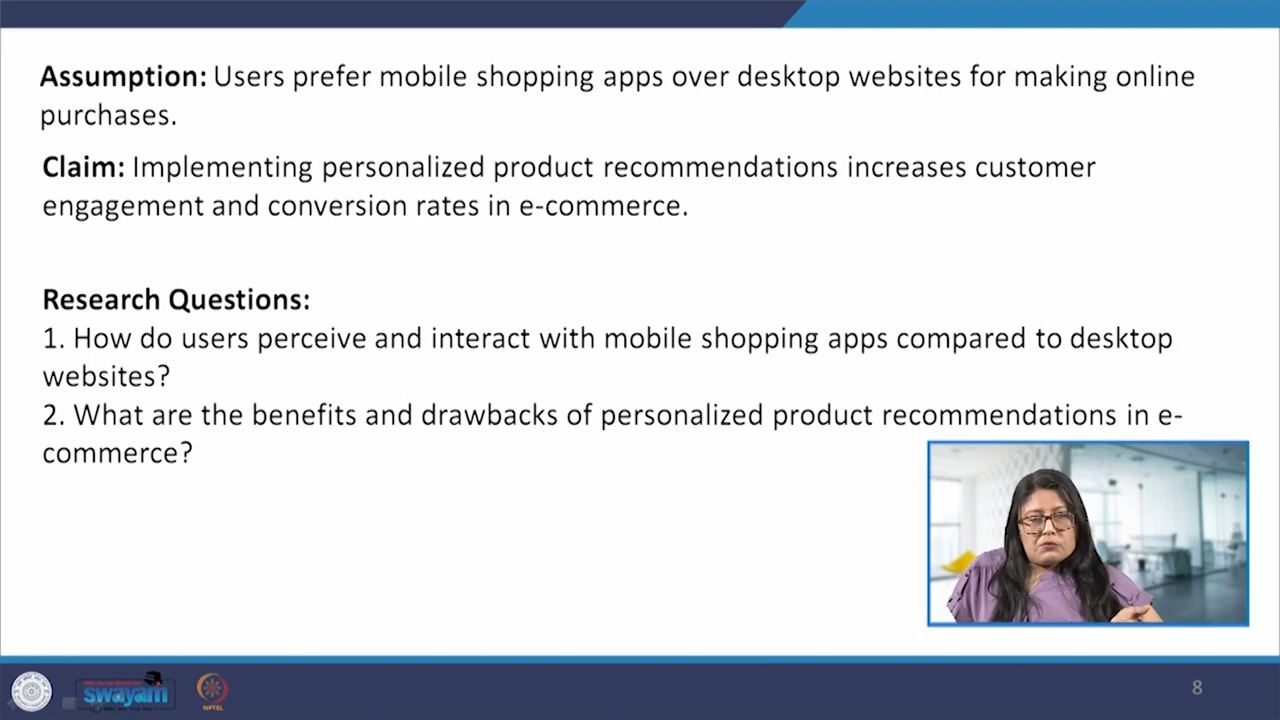 Assumption: Users prefer mobile shopping apps over desktop websites for making online
purchases.
Claim: Implementing personalized product recommendations increases customer
engagement and conversion rates in e-commerce.
Research Questions:
1. How do users perceive and interact with mobile shopping apps compared to desktop
websites?
2. What are the benefits and drawbacks of personalized product recommendations in e-
commerce?
swayam
NPTEL
8